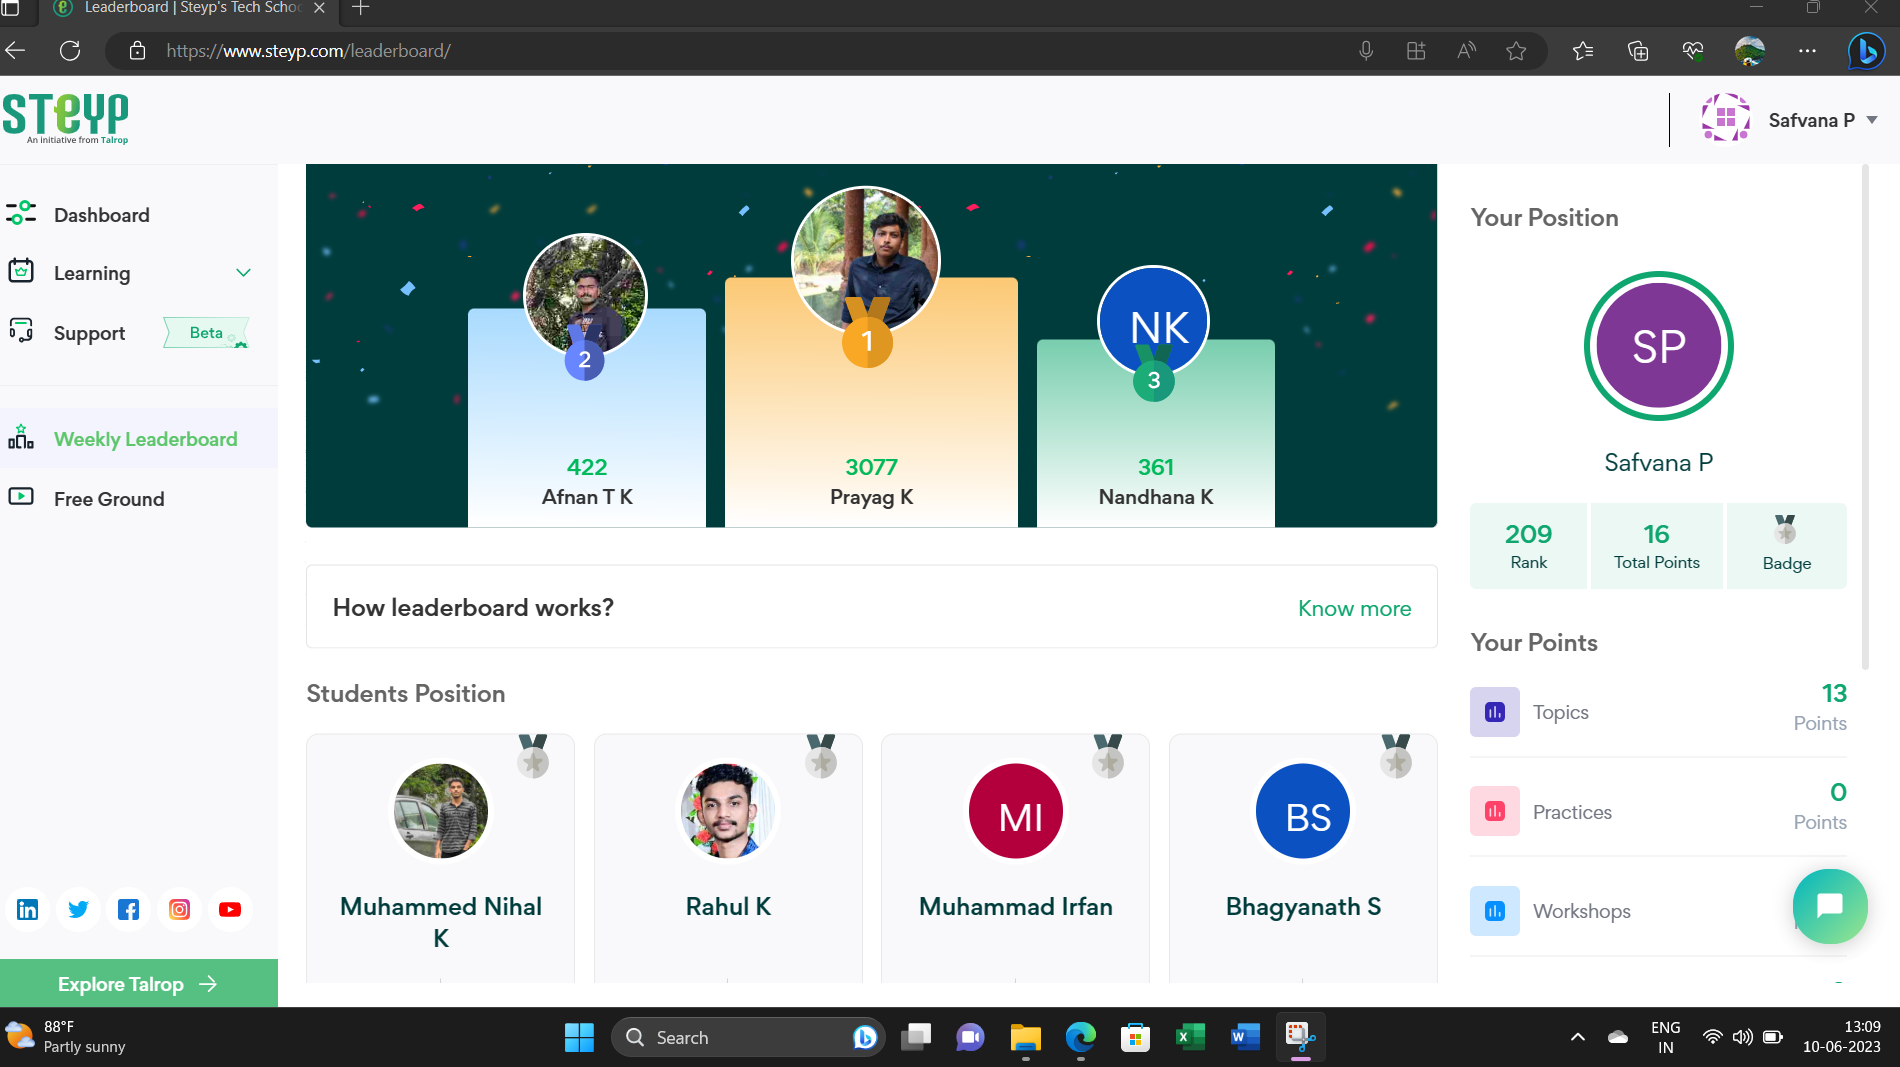 Leaderboard | Steyp's Tech Schoo
https://www.steyp.com/leaderboard/
STEYP
An initiative from Talrop
Safvana P
Dashboard
Learning
Support
Beta
Weekly Leaderboard
Free Ground
Explore Talrop
2
422
Afnan T K
1
3077
Prayag K
NK
3
361
Nandhana K
How leaderboard works?
Know more
Students Position
Muhammed Nihal
K
Rahul K
MI
Muhammad Irfan
BS
Bhagyanath S
Your Position
SP
Safvana P
209
Rank
16
Total Points
Badge
Your Points
Topics
13
Points
Practices
0
Points
Workshops
88°F
Partly sunny
Search
ENG
IN
13:09
10-06-2023